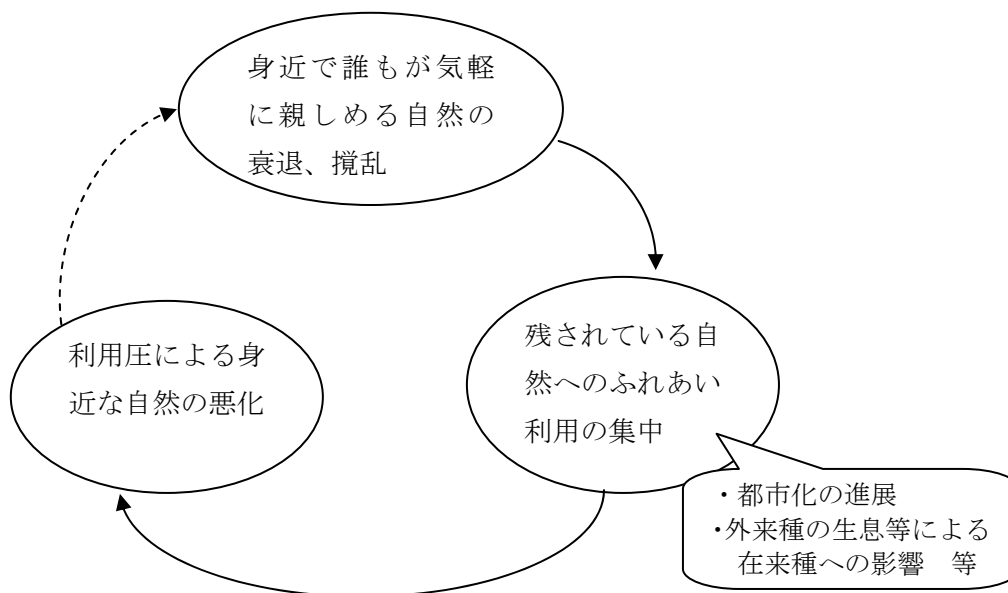 身近で誰もが気軽
に親しめる自然の
衰退、撹乱
残されている自
然へのふれあい
利用の集中
・都市化の進展
・外来種の生息等による
在来種への影響　等
利用圧による身
近な自然の悪化